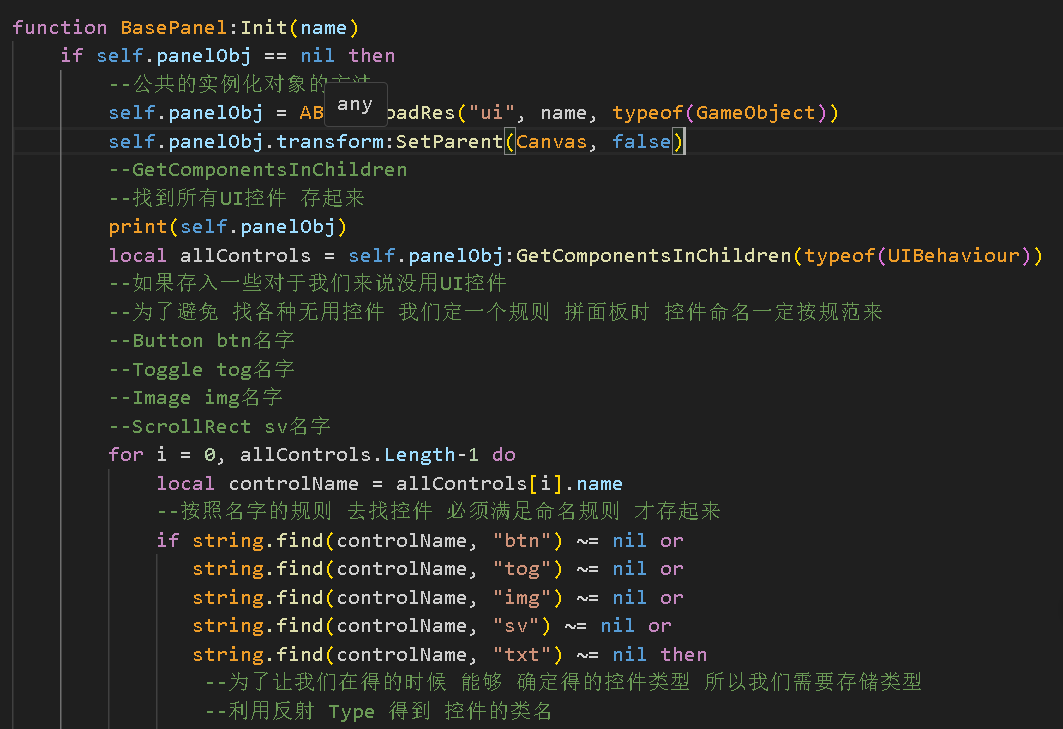 function BasePanel:Init(name)
    if self.panelObj == nil then
        --公共的实例化对象的方法
        self.panelObj = AB oadRes("ui", name, typeof(GameObject))
any
        self.panelObj.transform:SetParent(Canvas, false)
        --GetComponentsInChildren
        --找到所有UI控件 存起来
        print(self.panelObj)
        local allControls = self.panelObj:GetComponentsInChildren(typeof(UIBehaviour))
        --如果存入一些对于我们来说没用UI控件
        --为了避免 找各种无用控件 我们定一个规则 拼面板时 控件命名一定按规范来
        --Button btn名字
        --Toggle tog名字
        --Image img名字
        --ScrollRect sv名字
        for i = 0, allControls.Length-1 do
            local controlName = allControls[i].name
            --按照名字的规则 去找控件 必须满足命名规则 才存起来
            if string.find(controlName, "btn") ~= nil or
               string.find(controlName, "tog") ~= nil or
               string.find(controlName, "img") ~= nil or
               string.find(controlName, "sv") ~= nil or
               string.find(controlName, "txt") ~= nil then
                --为了让我们在得的时候 能够 确定得的控件类型 所以我们需要存储类型
                --利用反射 Type 得到 控件的类名